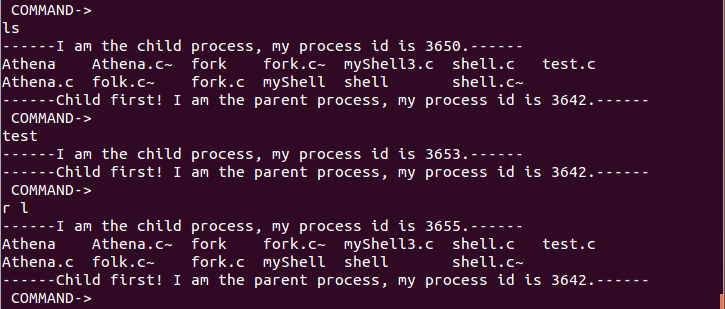 COMMAND->
ls
------I am the child process, my process id is 3650.------
Athena    Athena.c~  fork    fork.c~  myShell3.c  shell.c   test.c
Athena.c  folk.c~    fork.c  myShell  shell       shell.c~
------Child first! I am the parent process, my process id is 3642.------
COMMAND->
test
------I am the child process, my process id is 3653.------
------Child first! I am the parent process, my process id is 3642.------
COMMAND->
r l
------I am the child process, my process id is 3655.------
Athena    Athena.c~  fork    fork.c~  myShell3.c  shell.c   test.c
Athena.c  folk.c~    fork.c  myShell  shell       shell.c~
------Child first! I am the parent process, my process id is 3642.------
COMMAND->